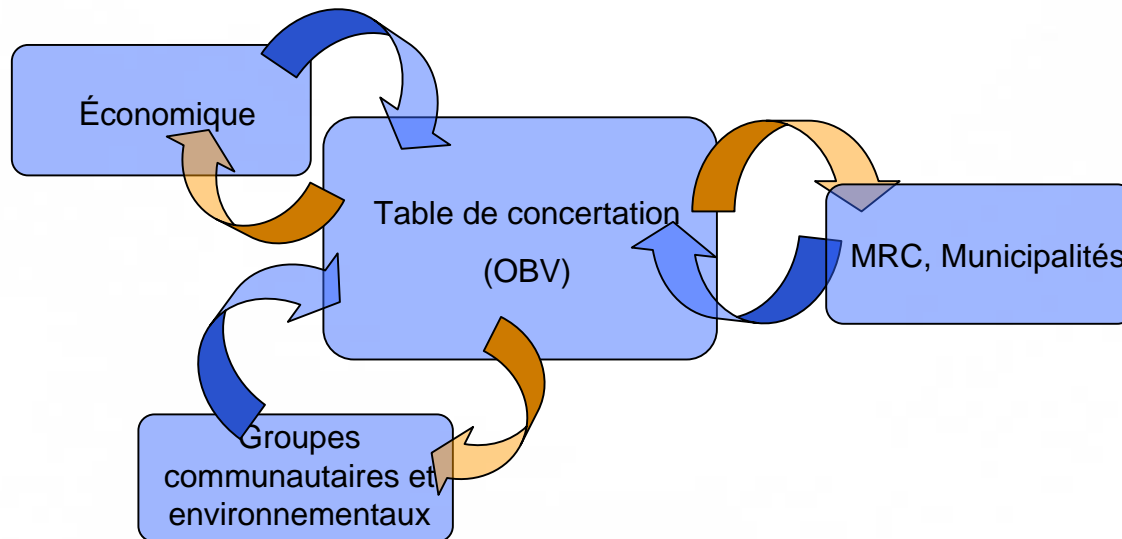 Économique
Table de concertation
(OBV)
MRC, Municipalités
Groupes
communautaires et
environnementaux